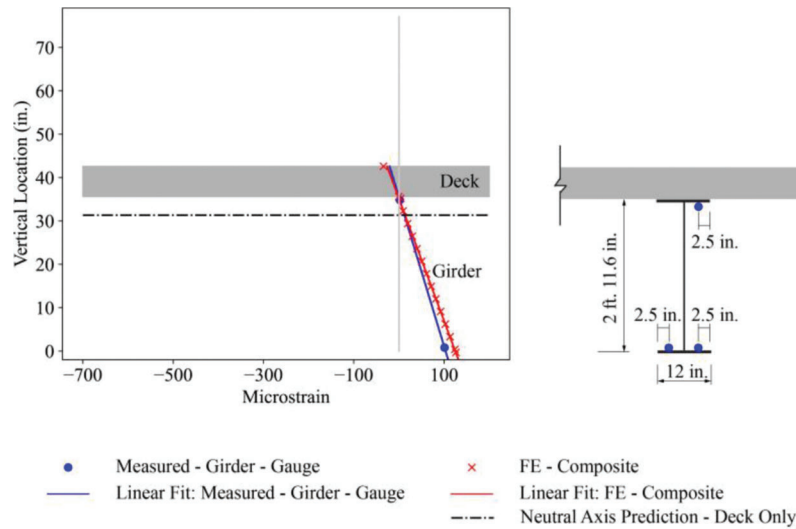 70
60
50
40
30
20
10
0
Vertical Location (in.)
−700
−500
−300
−100
100
Microstrain
Deck
Girder
2 ft. 11.6 in.
2.5 in.
2.5 in.
2.5 in.
12 in.
Measured - Girder - Gauge
FE - Composite
Linear Fit: Measured - Girder - Gauge
Linear Fit: FE - Composite
Neutral Axis Prediction - Deck Only